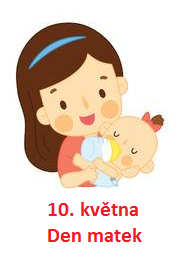 10. května
Den matek